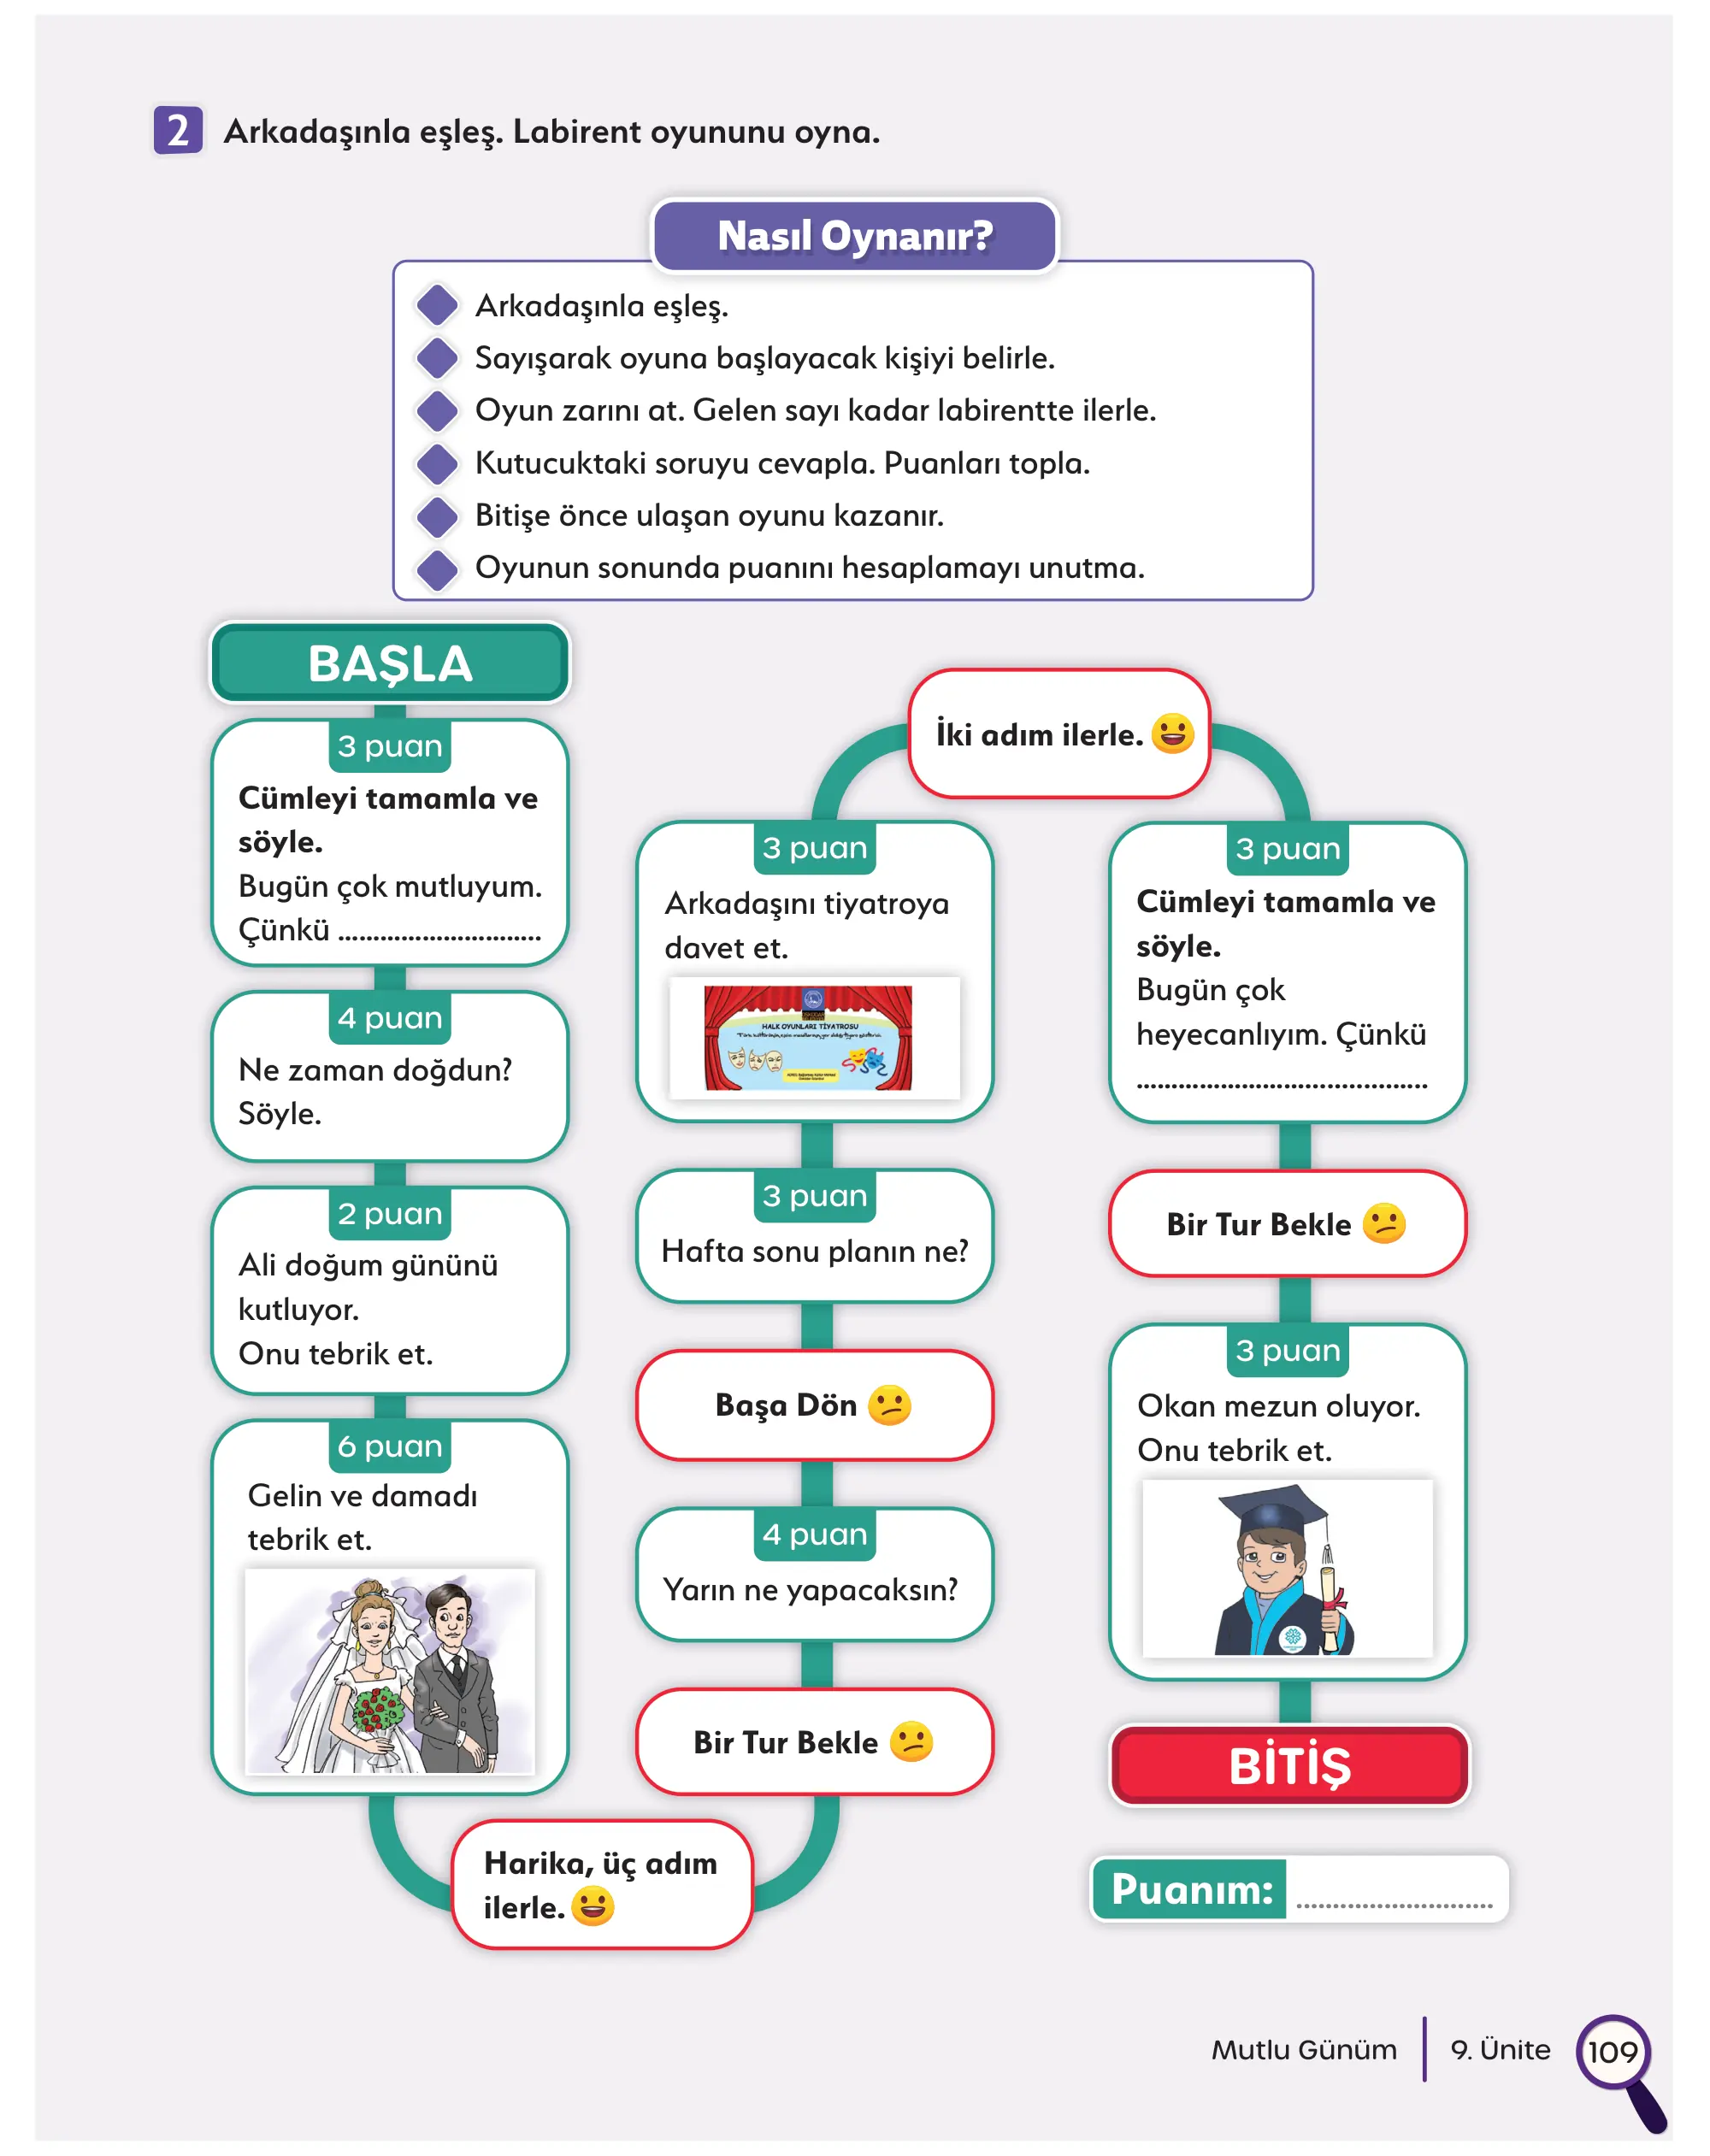 2 Arkadaşınla eşleş. Labirent oyununu oyna.
Nasıl Oynanır?
Arkadaşınla eşleş.
Sayışarak oyuna başlayacak kişiyi belirle.
Oyun zarını at. Gelen sayı kadar labirentte ilerle.
Kutucuktaki soruyu cevapla. Puanları topla.
Bitişe önce ulaşan oyunu kazanır.
Oyunun sonunda puanını hesaplamayı unutma.
BAŞLA
3 puan
Cümleyi tamamla ve
söyle.
Bugün çok mutluyum.
Çünkü .............................
4 puan
Ne zaman doğdun?
Söyle.
2 puan
Ali doğum gününü
kutluyor.
Onu tebrik et.
6 puan
Gelin ve damadı
tebrik et.
Harika, üç adım
ilerle.
Bir Tur Bekle
4 puan
Yarın ne yapacaksın?
Başa Dön
3 puan
Hafta sonu planın ne?
3 puan
Arkadaşını tiyatroya
davet et.
HALK OYUNLARI TİYATROSU
İki adım ilerle.
3 puan
Cümleyi tamamla ve
söyle.
Bugün çok
heyecanlıyım. Çünkü
..........................................
Bir Tur Bekle
3 puan
Okan mezun oluyor.
Onu tebrik et.
BİTİŞ
Puanım: ............................
Mutlu Günüm 9. Ünite 109